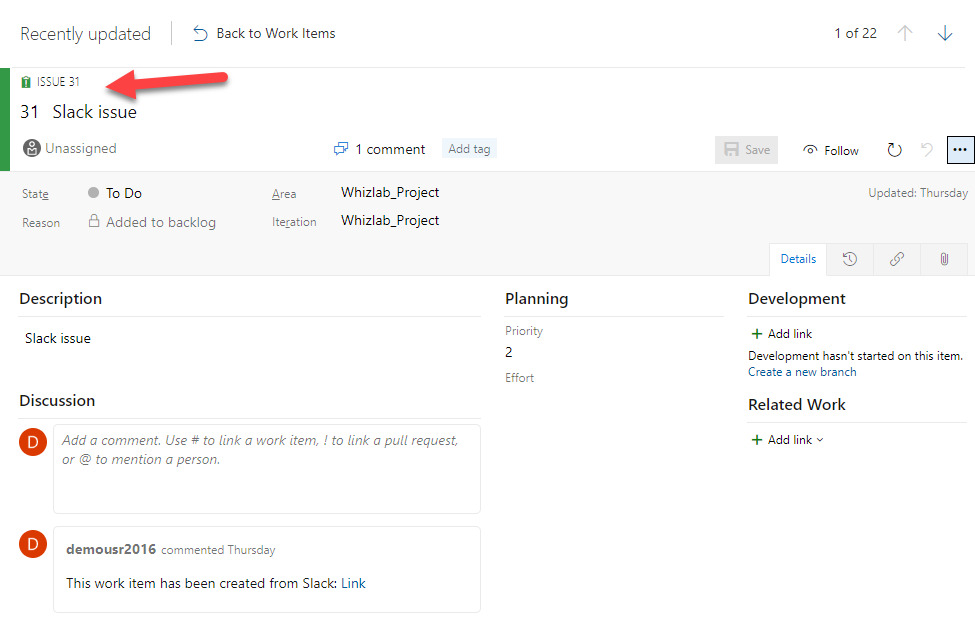 Recently updated
Back to Work Items
1 of 22
ISSUE 31
31 Slack issue
Unassigned
1 comment
Add tag
Save
Follow
...
State
To Do
Area
Whizlab_Project
Updated: Thursday
Reason
Added to backlog
Iteration
Whizlab_Project
Details
Description
Slack issue
Planning
Priority
2
Effort
Development
Add link
Development hasn't started on this item.
Create a new branch
Related Work
Add link
Discussion
D
Add a comment. Use # to link a work item, ! to link a pull request,
or @ to mention a person.
D
demousr2016 commented Thursday
This work item has been created from Slack: Link